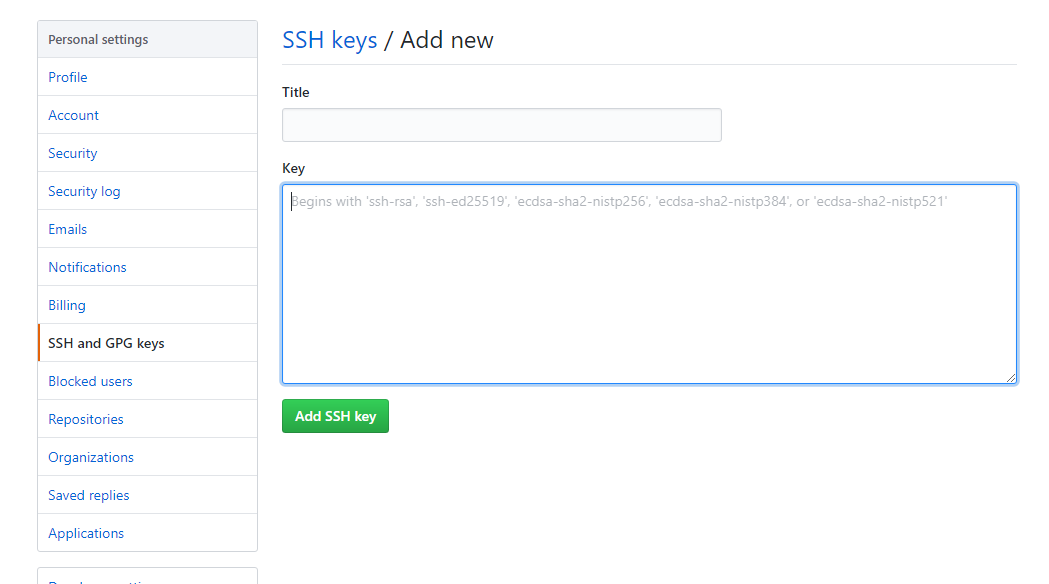 Personal settings
Profile
Account
Security
Security log
Emails
Notifications
Billing
SSH and GPG keys
Blocked users
Repositories
Organizations
Saved replies
Applications
SSH keys / Add new
Title
Key
Begins with 'ssh-rsa', 'ssh-ed25519', 'ecdsa-sha2-nistp256', 'ecdsa-sha2-nistp384', or 'ecdsa-sha2-nistp521'
Add SSH key